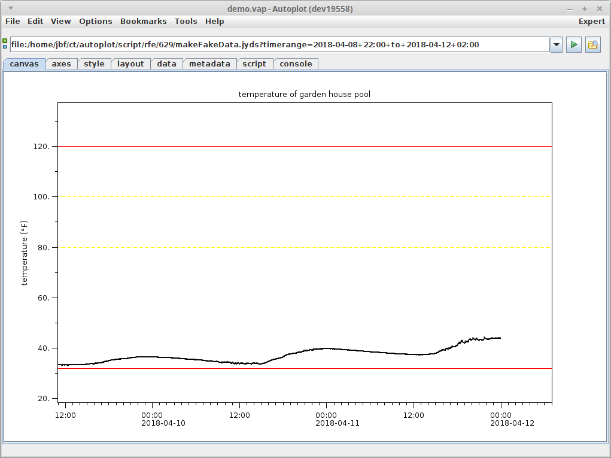 demo.vap - Autoplot (dev19558)
File Edit View Options Bookmarks Tools Help Expert
file:/home/jbf/ct/autoplot/script/rfe/629/makeFakeData.jyds?timerange=2018-04-08+22:00+to+2018-04-12+02:00
canvas axes style layout data metadata script console
temperature of garden house pool
120.
100.
80.
60.
40.
20.
temperature [°F]
12:00 00:00 12:00 00:00 12:00 00:00
2018-04-10 2018-04-11 2018-04-12